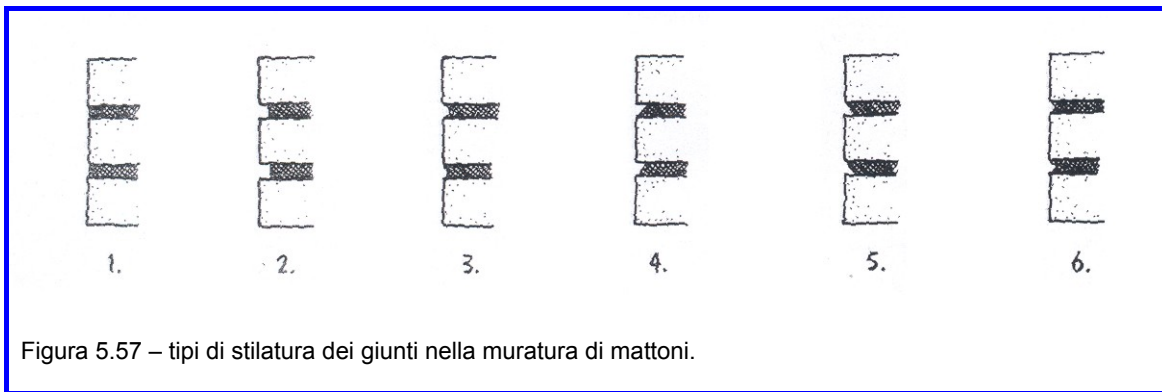 1. 2. 3. 4. 5. 6.
Figura 5.57 – tipi di stilatura dei giunti nella muratura di mattoni.